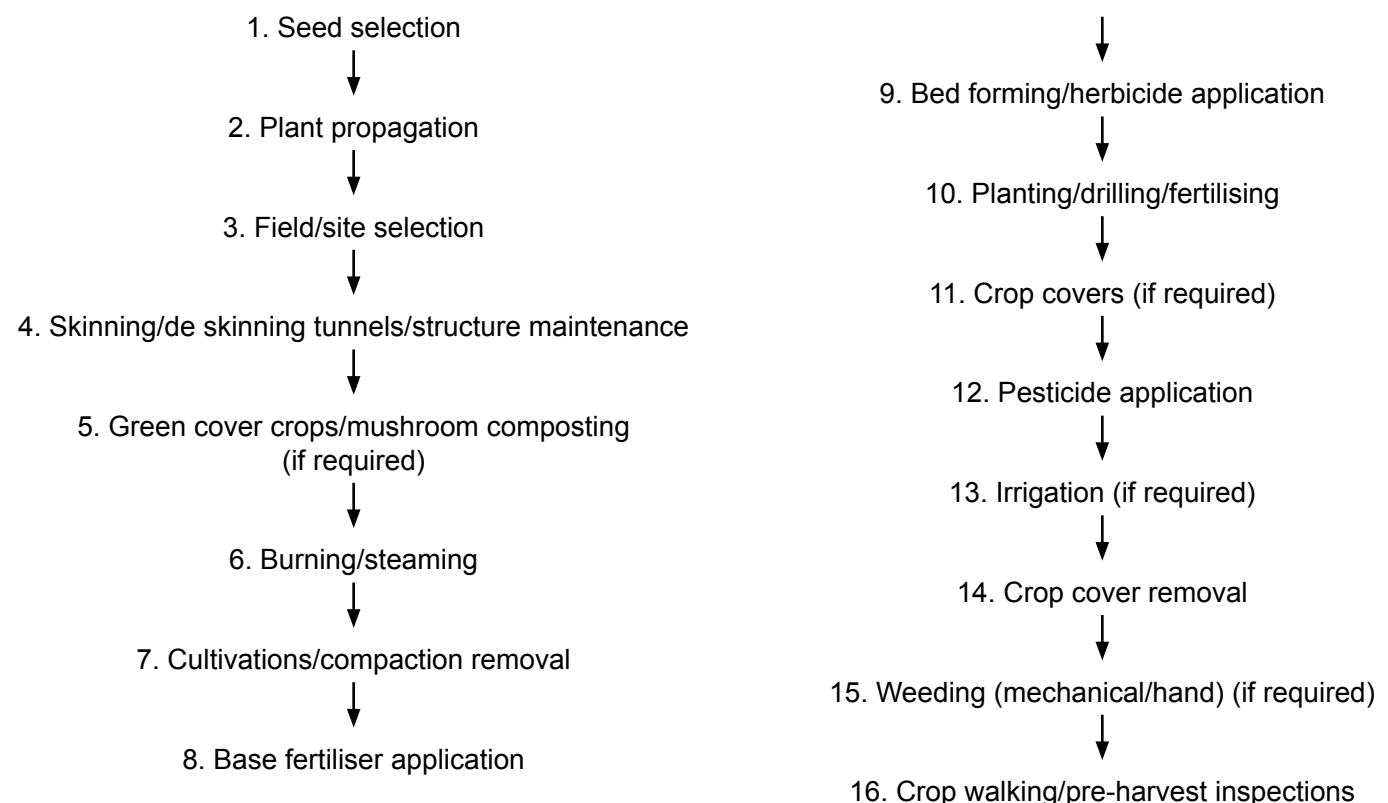 1. Seed selection
2. Plant propagation
3. Field/site selection
4. Skinning/de skinning tunnels/structure maintenance
5. Green cover crops/mushroom composting
(if required)
6. Burning/steaming
7. Cultivations/compaction removal
8. Base fertiliser application
9. Bed forming/herbicide application
10. Planting/drilling/fertilising
11. Crop covers (if required)
12. Pesticide application
13. Irrigation (if required)
14. Crop cover removal
15. Weeding (mechanical/hand) (if required)
16. Crop walking/pre-harvest inspections